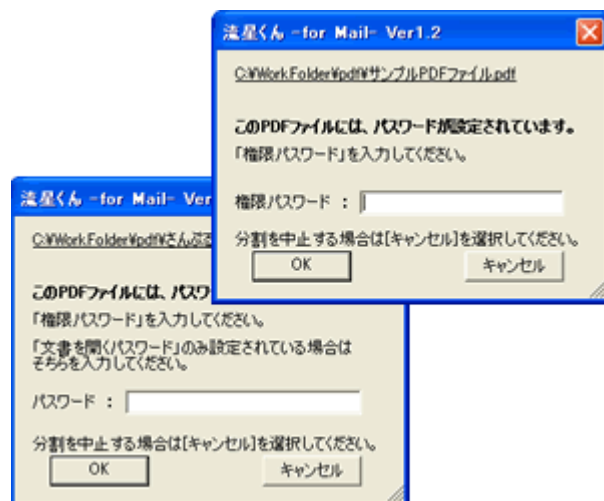 流星くん -for Mail- Ver1.2
C:¥WorkFolder¥pdf¥サンプルPDFファイル.pdf
このPDFファイルには、パスワードが設定されています。
「権限パスワード」を入力してください。
権限パスワード :
分割を中止する場合は[キャンセル]を選択してください。
OK
キャンセル
流星くん -for Mail- Ver
C:¥WorkFolder¥pdf¥さんぷる
このPDFファイルには、パスワ
「権限パスワード」を入力してください。
「文書を開くパスワード」のみ設定されている場合は
そちらを入力してください。
パスワード :
分割を中止する場合は[キャンセル]を選択してください。
OK
キャンセル